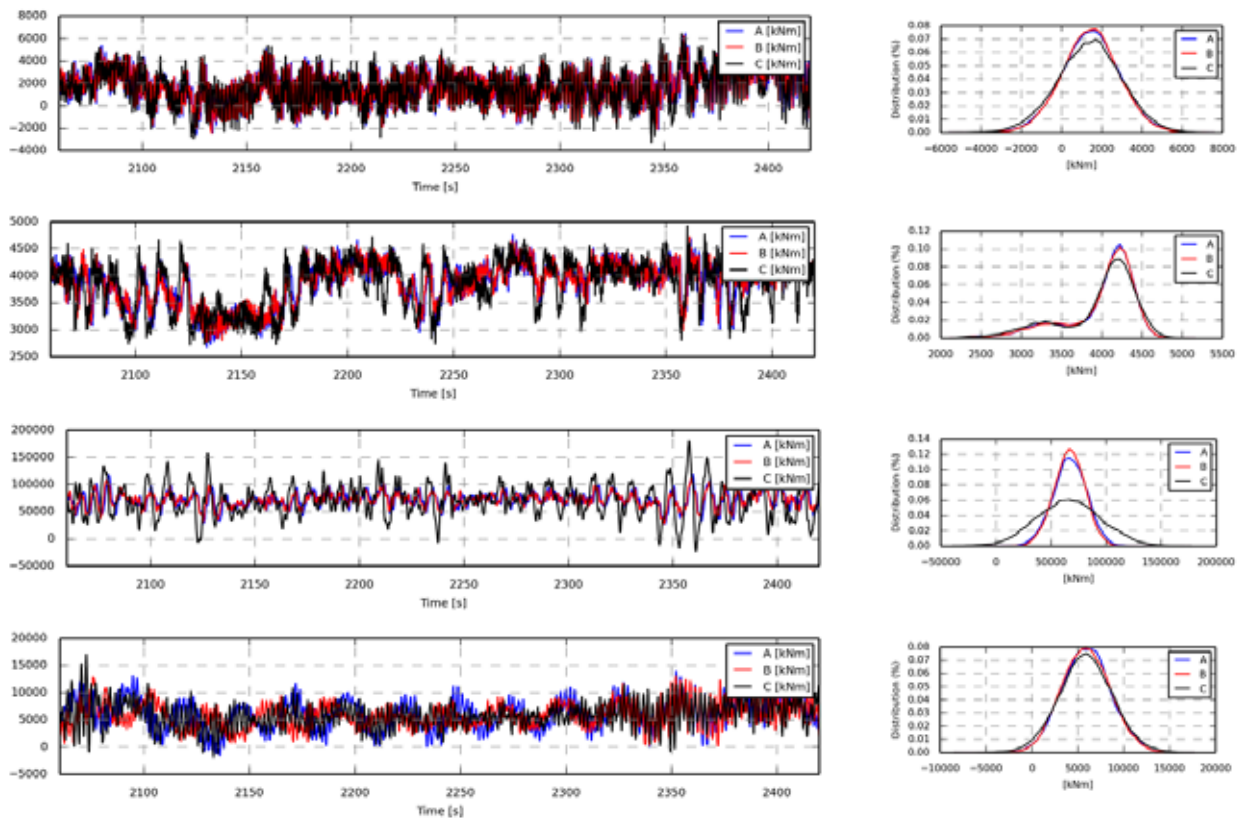 8000
6000
4000
2000
0
−2000
−4000
A [kNm]
B [kNm]
C [kNm]
2100 2150 2200 2250 2300 2350 2400
Time [s]
Distribution (%)
0.08
0.07
0.06
0.05
0.04
0.03
0.02
0.01
0.00
A
B
C
−6000 −4000 −2000 0 2000 4000 6000 8000
[kNm]
5000
4500
4000
3500
3000
2500
A [kNm]
B [kNm]
C [kNm]
2100 2150 2200 2250 2300 2350 2400
Time [s]
Distribution (%)
0.12
0.10
0.08
0.06
0.04
0.02
0.00
A
B
C
2000 2500 3000 3500 4000 4500 5000 5500
[kNm]
200000
150000
100000
50000
0
−50000
A [kNm]
B [kNm]
C [kNm]
2100 2150 2200 2250 2300 2350 2400
Time [s]
Distribution (%)
0.14
0.12
0.10
0.08
0.06
0.04
0.02
0.00
A
B
C
−50000 0 50000 100000 150000 200000
[kNm]
20000
15000
10000
5000
0
−5000
A [kNm]
B [kNm]
C [kNm]
2100 2150 2200 2250 2300 2350 2400
Time [s]
Distribution (%)
0.08
0.07
0.06
0.05
0.04
0.03
0.02
0.01
0.00
A
B
C
−10000 −5000 0 5000 10000 15000 20000
[kNm]